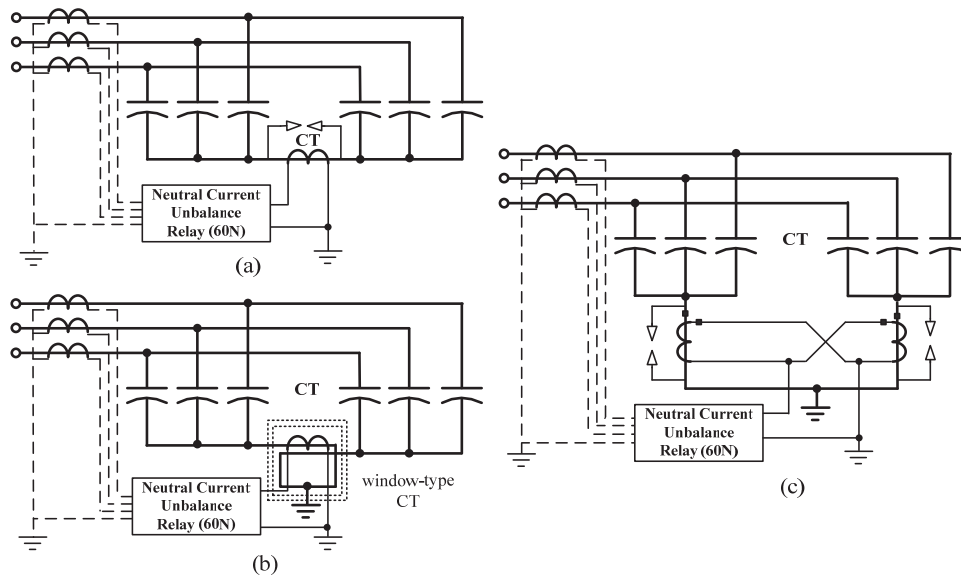 CT
Neutral Current
Unbalance
Relay (60N)
(a)
CT
window-type
CT
Neutral Current
Unbalance
Relay (60N)
(b)
CT
Neutral Current
Unbalance
Relay (60N)
(c)